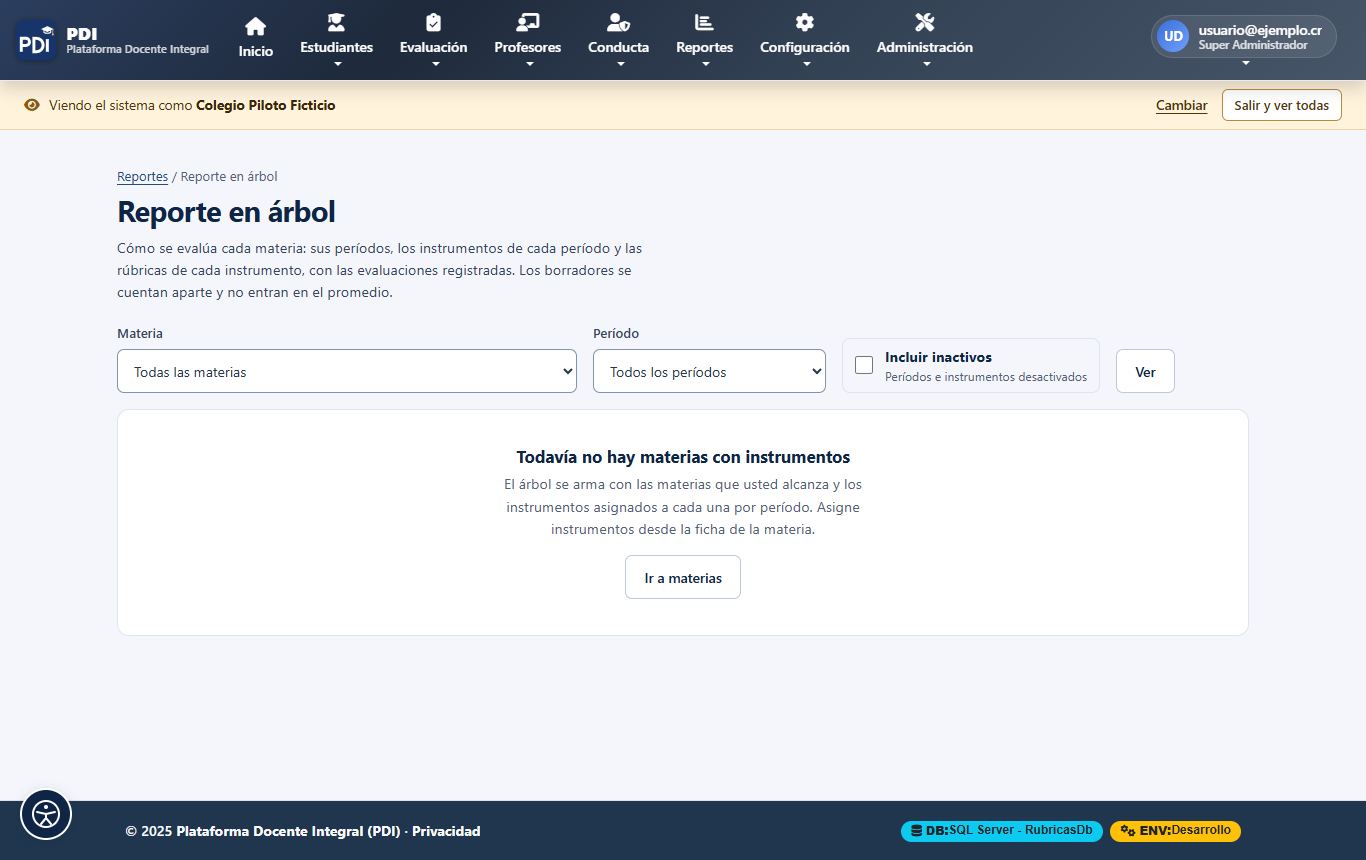 PDI
PDI
Plataforma Docente Integral
Inicio
Estudiantes
Evaluación
Profesores
Conducta
Reportes
Configuración
Administración
UD
usuario@ejemplo.cr
Super Administrador
Viendo el sistema como Colegio Piloto Ficticio
Cambiar
Salir y ver todas
Reportes / Reporte en árbol
Reporte en árbol
Cómo se evalúa cada materia: sus períodos, los instrumentos de cada período y las
rúbricas de cada instrumento, con las evaluaciones registradas. Los borradores se
cuentan aparte y no entran en el promedio.
Materia
Período
Todas las materias
Todos los períodos
Incluir inactivos
Períodos e instrumentos desactivados
Ver
Todavía no hay materias con instrumentos
El árbol se arma con las materias que usted alcanza y los
instrumentos asignados a cada una por período. Asigne
instrumentos desde la ficha de la materia.
Ir a materias
© 2025 Plataforma Docente Integral (PDI) · Privacidad
DB:SQL Server - RubricasDb
ENV:Desarrollo